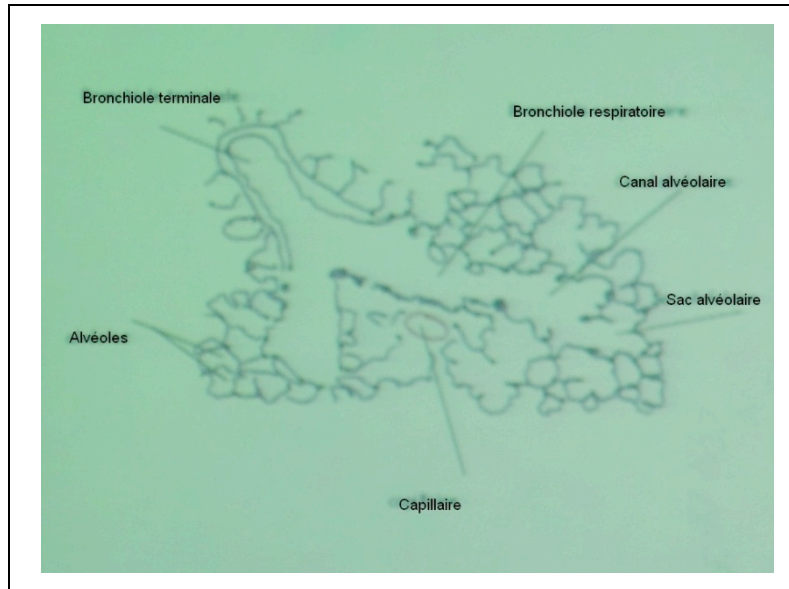 Bronchiole terminale
Bronchiole respiratoire
Canal alvéolaire
Sac alvéolaire
Alvéoles
Capillaire